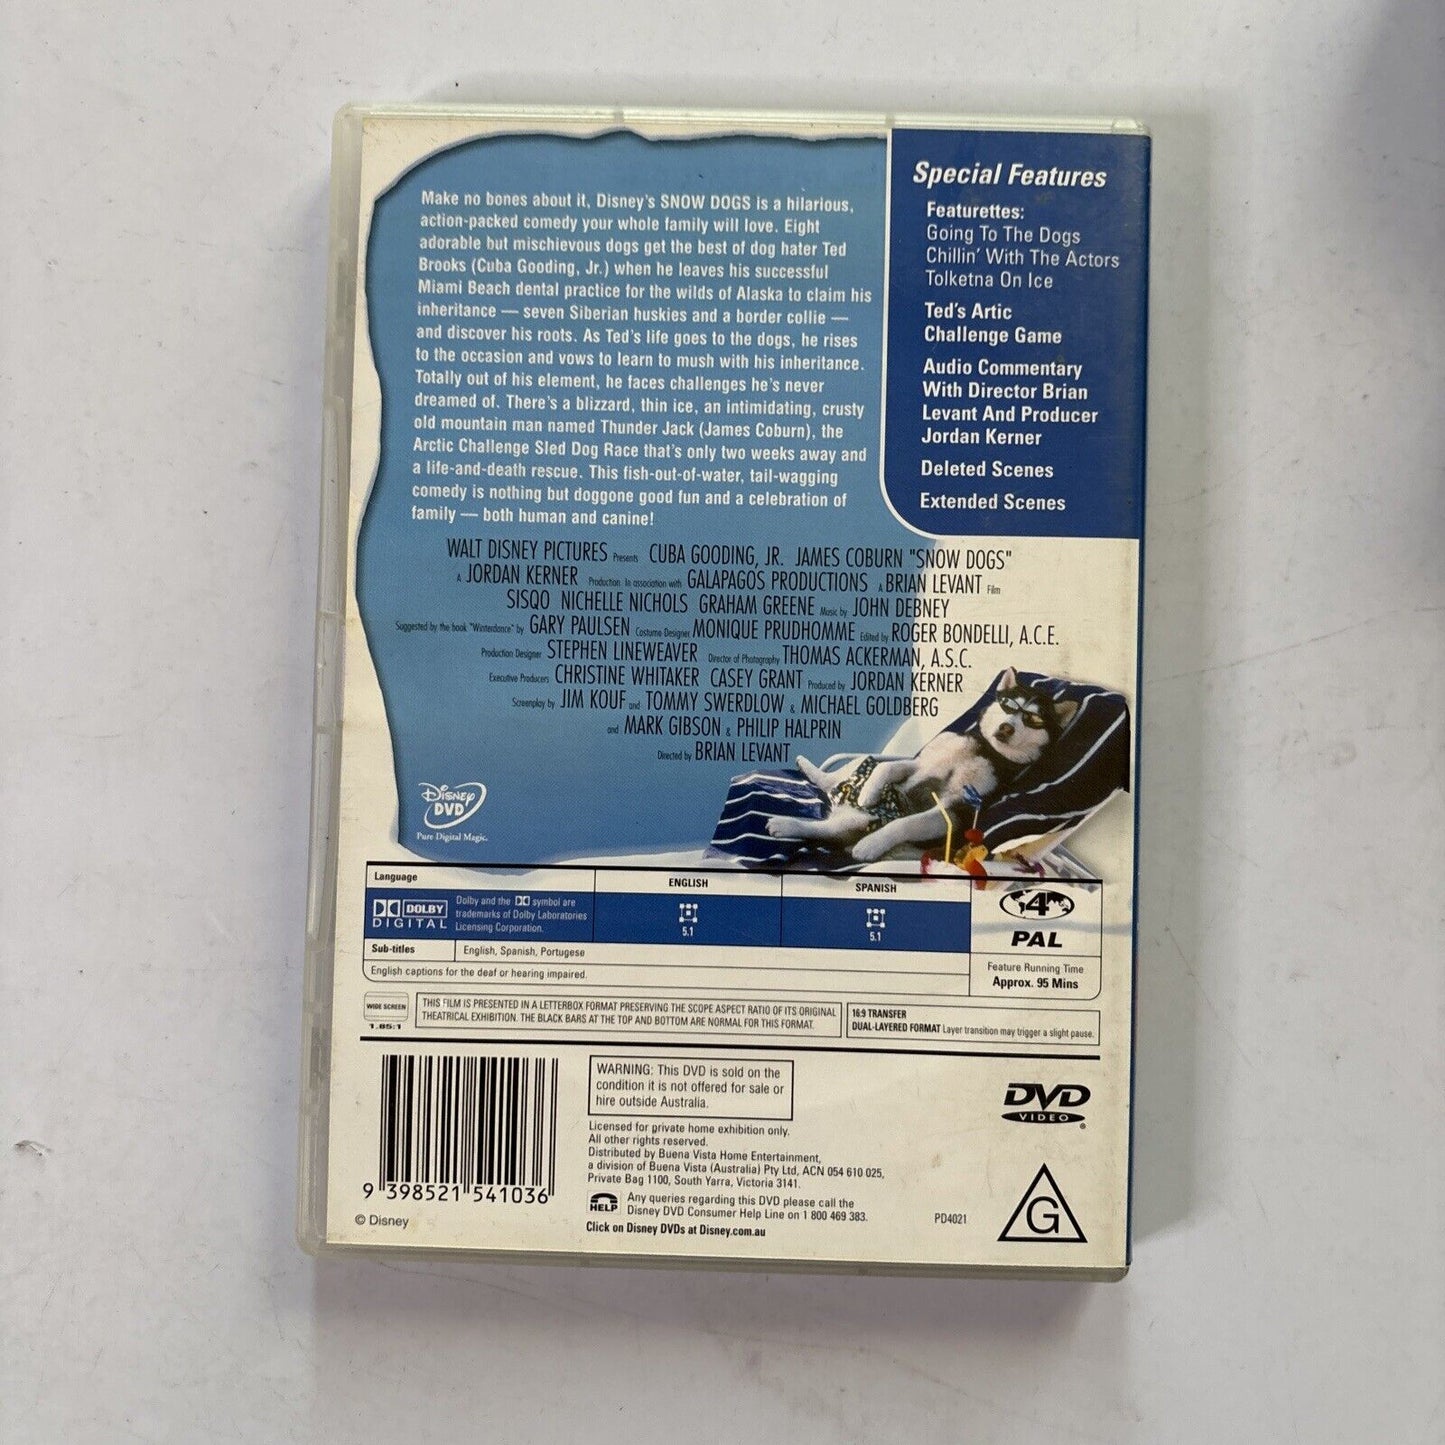 Make no bones about it, Disney's SNOW DOGS is a hilarious,
action-packed comedy your whole family will love. Eight
adorable but mischievous dogs get the best of dog hater Ted
Brooks (Cuba Gooding, Jr.) when he leaves his successful
Miami Beach dental practice for the wilds of Alaska to claim his
inheritance — seven Siberian huskies and a border collie —
and discover his roots. As Ted's life goes to the dogs, he rises
to the occasion and vows to learn to mush with his inheritance.
Totally out of his element, he faces challenges he's never
dreamed of. There's a blizzard, thin ice, an intimidating, crusty
old mountain man named Thunder Jack (James Coburn), the
Arctic Challenge Sled Dog Race that's only two weeks away and
a life-and-death rescue. This fish-out-of-water, tail-wagging
comedy is nothing but doggone good fun and a celebration of
family — both human and canine!
Special Features
Featurettes:
Going To The Dogs
Chillin' With The Actors
Tolketna On Ice
Ted's Artic
Challenge Game
Audio Commentary
With Director Brian
Levant And Producer
Jordan Kerner
Deleted Scenes
Extended Scenes
WALT DISNEY PICTURES Presents CUBA GOODING, JR. JAMES COBURN "SNOW DOGS"
A JORDAN KERNER Production In association with GALAPAGOS PRODUCTIONS A BRIAN LEVANT Film
SISQO NICHELLE NICHOLS GRAHAM GREENE Music by JOHN DEBNEY
Suggested by the book "Winterdance" by GARY PAULSEN Costume Designer MONIQUE PRUDHOMME Edited by ROGER BONDELLI, A.C.E.
Production Designer STEPHEN LINEWEAVER Director of Photography THOMAS ACKERMAN, A.S.C.
Executive Producers CHRISTINE WHITAKER CASEY GRANT Produced by JORDAN KERNER
Screenplay by JIM KOUF and TOMMY SWERDLOW & MICHAEL GOLDBERG
and MARK GIBSON & PHILIP HALPRIN
Directed by BRIAN LEVANT
Disney
DVD
Pure Digital Magic.
Language
ENGLISH
SPANISH
DOLBY
DIGITAL
Dolby and the DD symbol are
trademarks of Dolby Laboratories
Licensing Corporation.
5.1
5.1
Sub-titles
English, Spanish, Portugese
English captions for the deaf or hearing impaired.
4
PAL
Feature Running Time
Approx. 95 Mins
WIDE SCREEN
1.85:1
THIS FILM IS PRESENTED IN A LETTERBOX FORMAT PRESERVING THE SCOPE ASPECT RATIO OF ITS ORIGINAL
THEATRICAL EXHIBITION. THE BLACK BARS AT THE TOP AND BOTTOM ARE NORMAL FOR THIS FORMAT.
16:9 TRANSFER
DUAL-LAYERED FORMAT Layer transition may trigger a slight pause.
9 398521 541036
© Disney
WARNING: This DVD is sold on the
condition it is not offered for sale or
hire outside Australia.
Licensed for private home exhibition only.
All other rights reserved.
Distributed by Buena Vista Home Entertainment,
a division of Buena Vista (Australia) Pty Ltd, ACN 054 610 025,
Private Bag 1100, South Yarra, Victoria 3141.
HELP
Any queries regarding this DVD please call the
Disney DVD Consumer Help Line on 1 800 469 383.
Click on Disney DVDs at Disney.com.au
PD4021
DVD
VIDEO
®
G